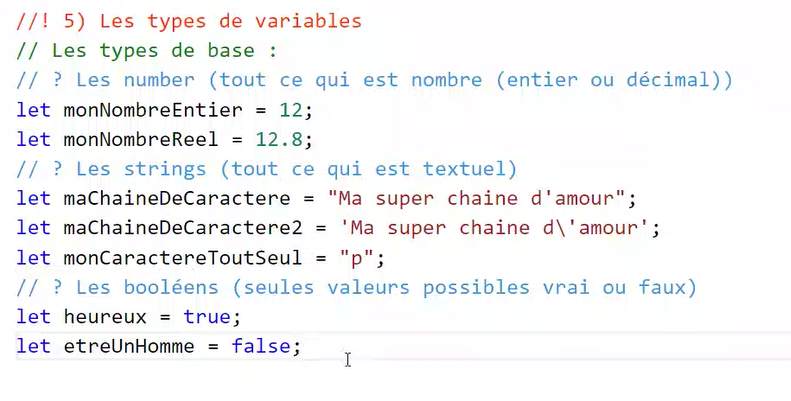 //! 5) Les types de variables
// Les types de base :
// ? Les number (tout ce qui est nombre (entier ou décimal))
let monNombreEntier = 12;
let monNombreReel = 12.8;
// ? Les strings (tout ce qui est textuel)
let maChaineDeCaractere = "Ma super chaine d'amour";
let maChaineDeCaractere2 = 'Ma super chaine d\'amour';
let monCaractereToutSeul = "p";
// ? Les booléens (seules valeurs possibles vrai ou faux)
let heureux = true;
let etreUnHomme = false;